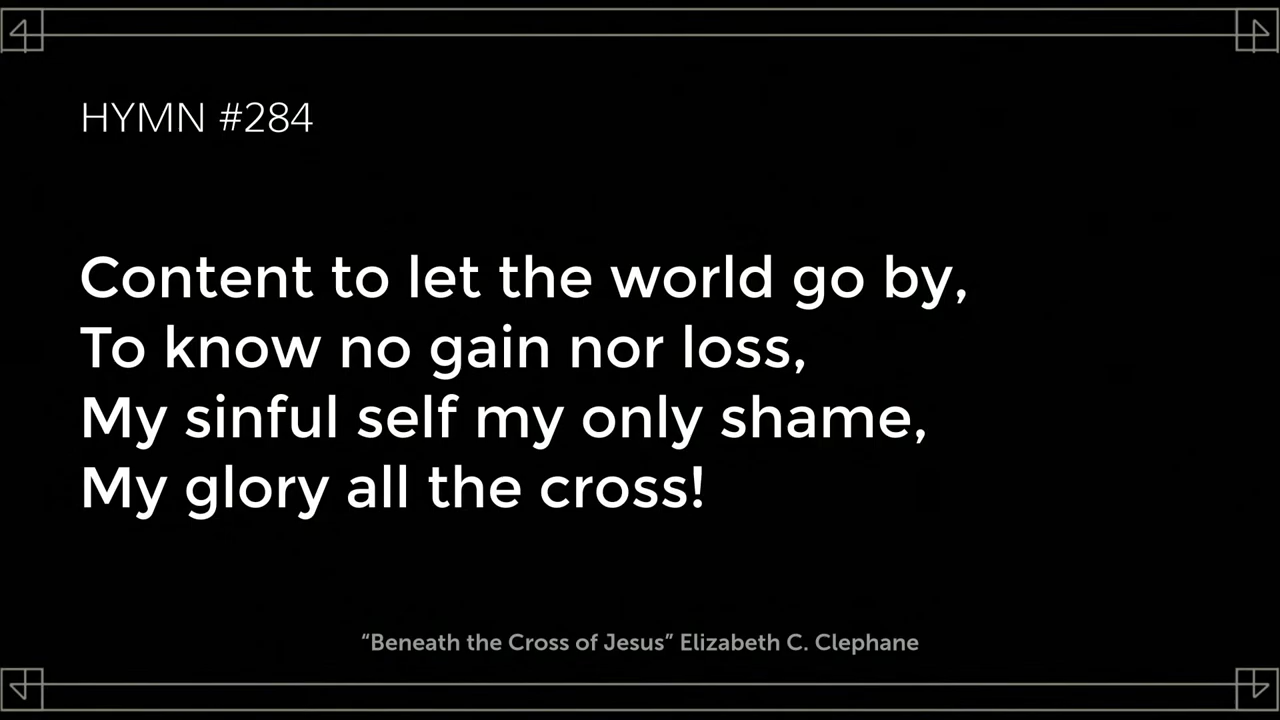 HYMN #284
Content to let the world go by,
To know no gain nor loss,
My sinful self my only shame,
My glory all the cross!
“Beneath the Cross of Jesus” Elizabeth C. Clephane